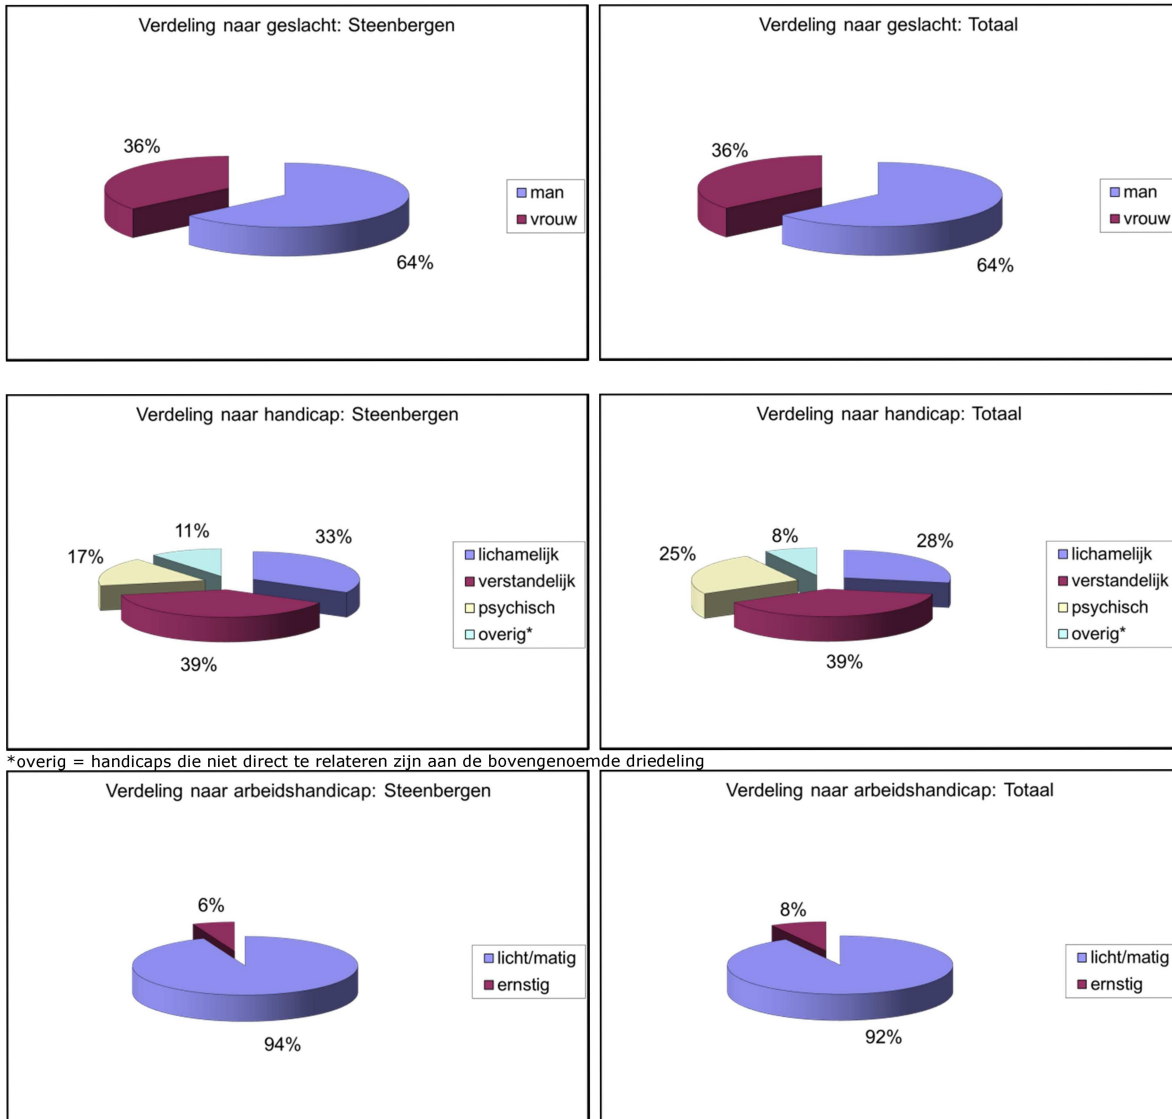 Verdeling naar geslacht: Steenbergen
36%
64%
man
vrouw
Verdeling naar geslacht: Totaal
36%
64%
man
vrouw
Verdeling naar handicap: Steenbergen
11%
33%
17%
39%
lichamelijk
verstandelijk
psychisch
overig*
Verdeling naar handicap: Totaal
8%
28%
25%
39%
lichamelijk
verstandelijk
psychisch
overig*
*overig = handicaps die niet direct te relateren zijn aan de bovengenoemde driedeling
Verdeling naar arbeidshandicap: Steenbergen
6%
94%
licht/matig
ernstig
Verdeling naar arbeidshandicap: Totaal
8%
92%
licht/matig
ernstig